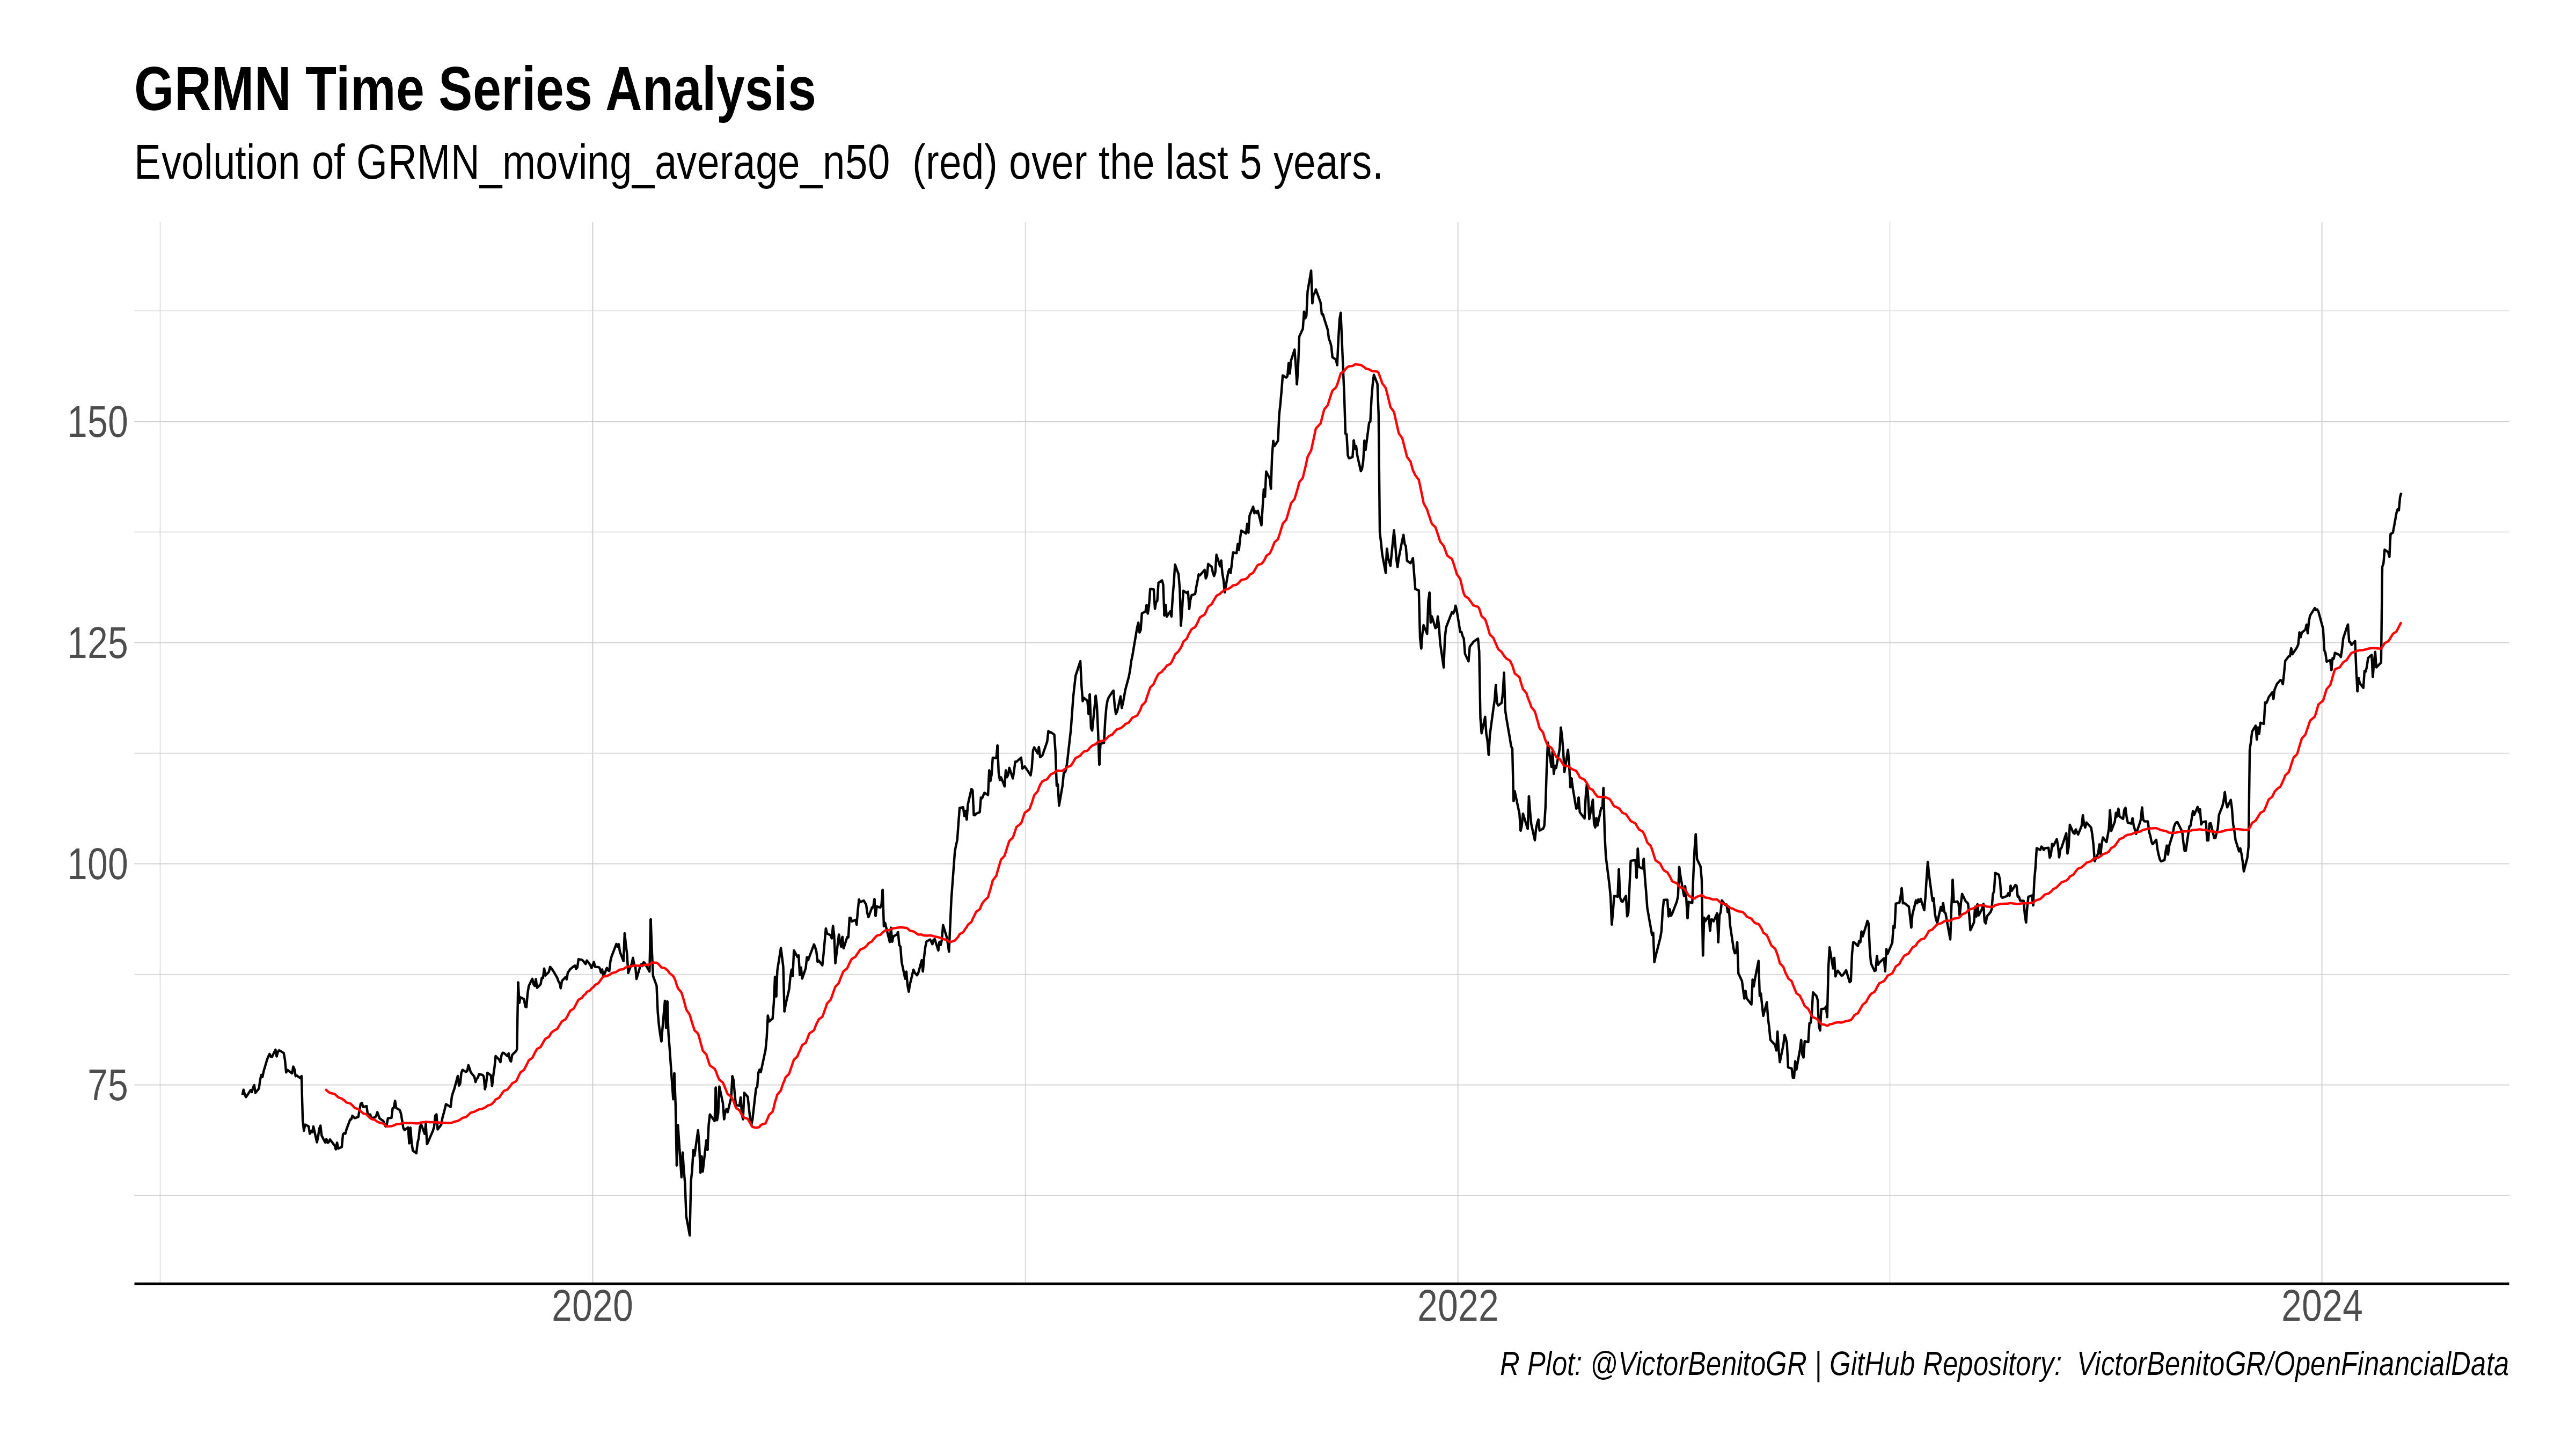 GRMN Time Series Analysis
Evolution of GRMN_moving_average_n50  (red) over the last 5 years.
150
125
100
75
2020
2022
2024
R Plot: @VictorBenitoGR | GitHub Repository:  VictorBenitoGR/OpenFinancialData